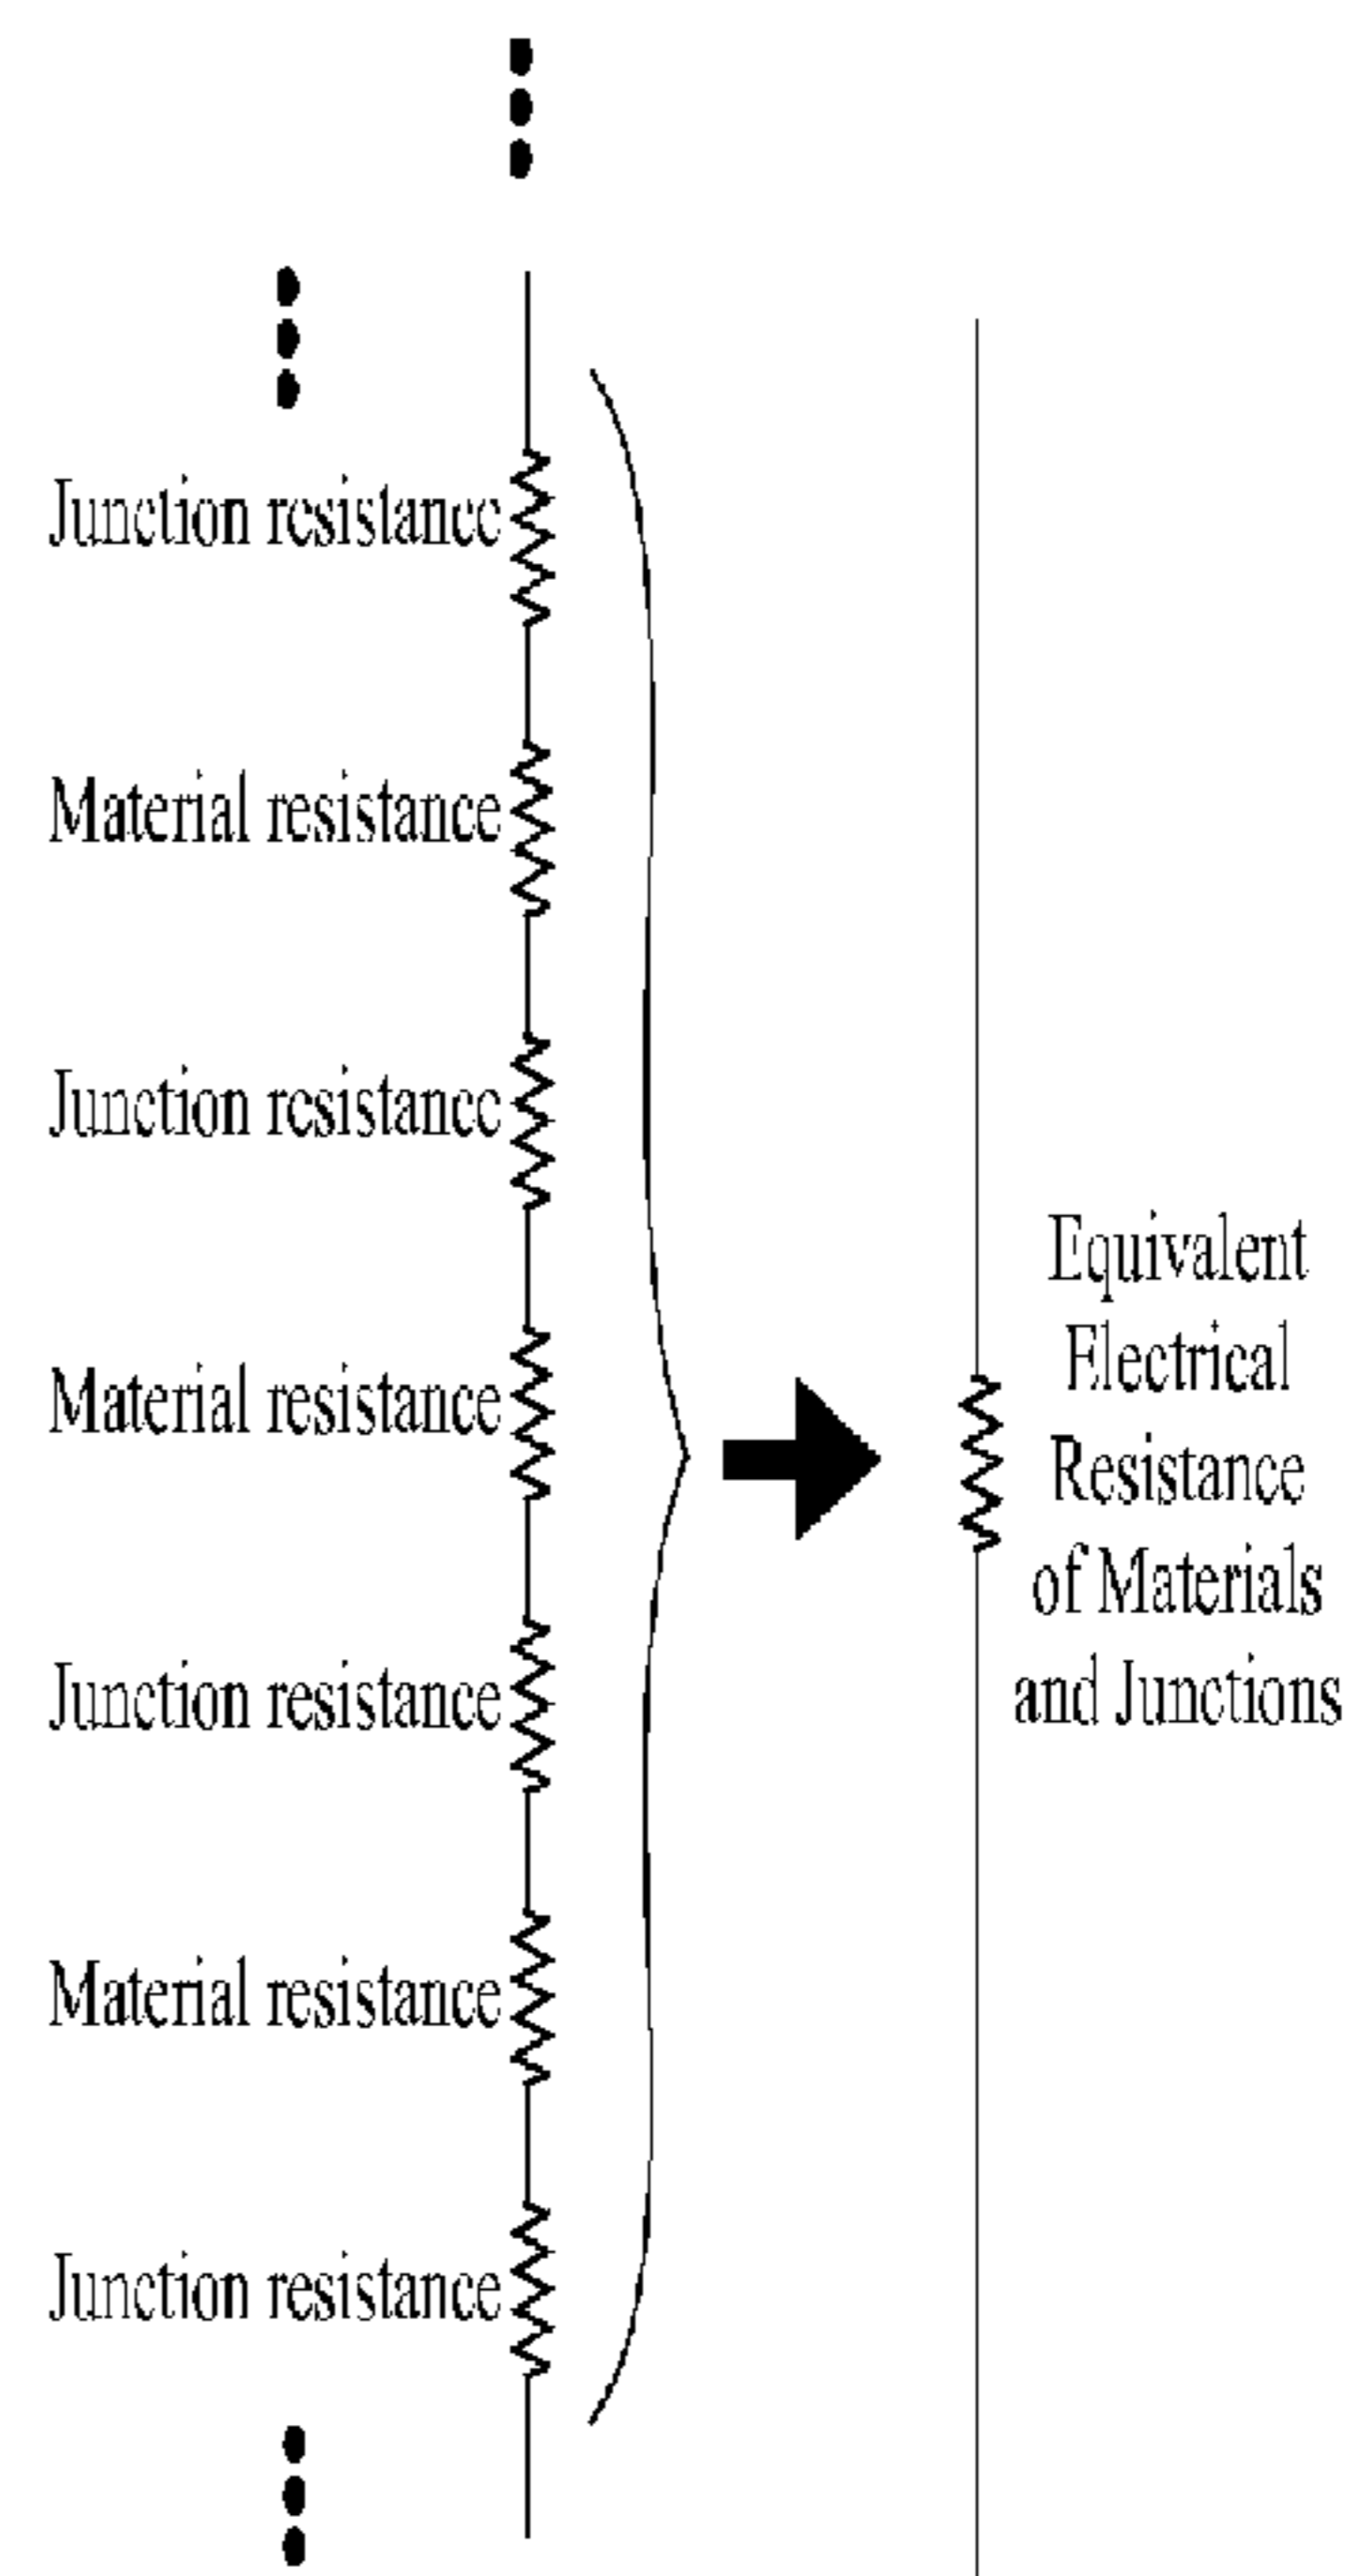 Junction resistance
Material resistance
Junction resistance
Material resistance
Junction resistance
Material resistance
Junction resistance
Equivalent
Electrical
Resistance
of Materials
and Junctions